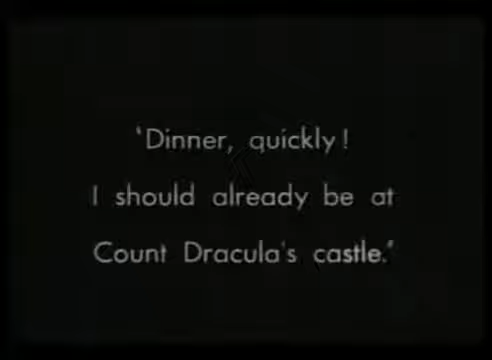 'Dinner, quickly!
I should already be at
Count Dracula's castle.'